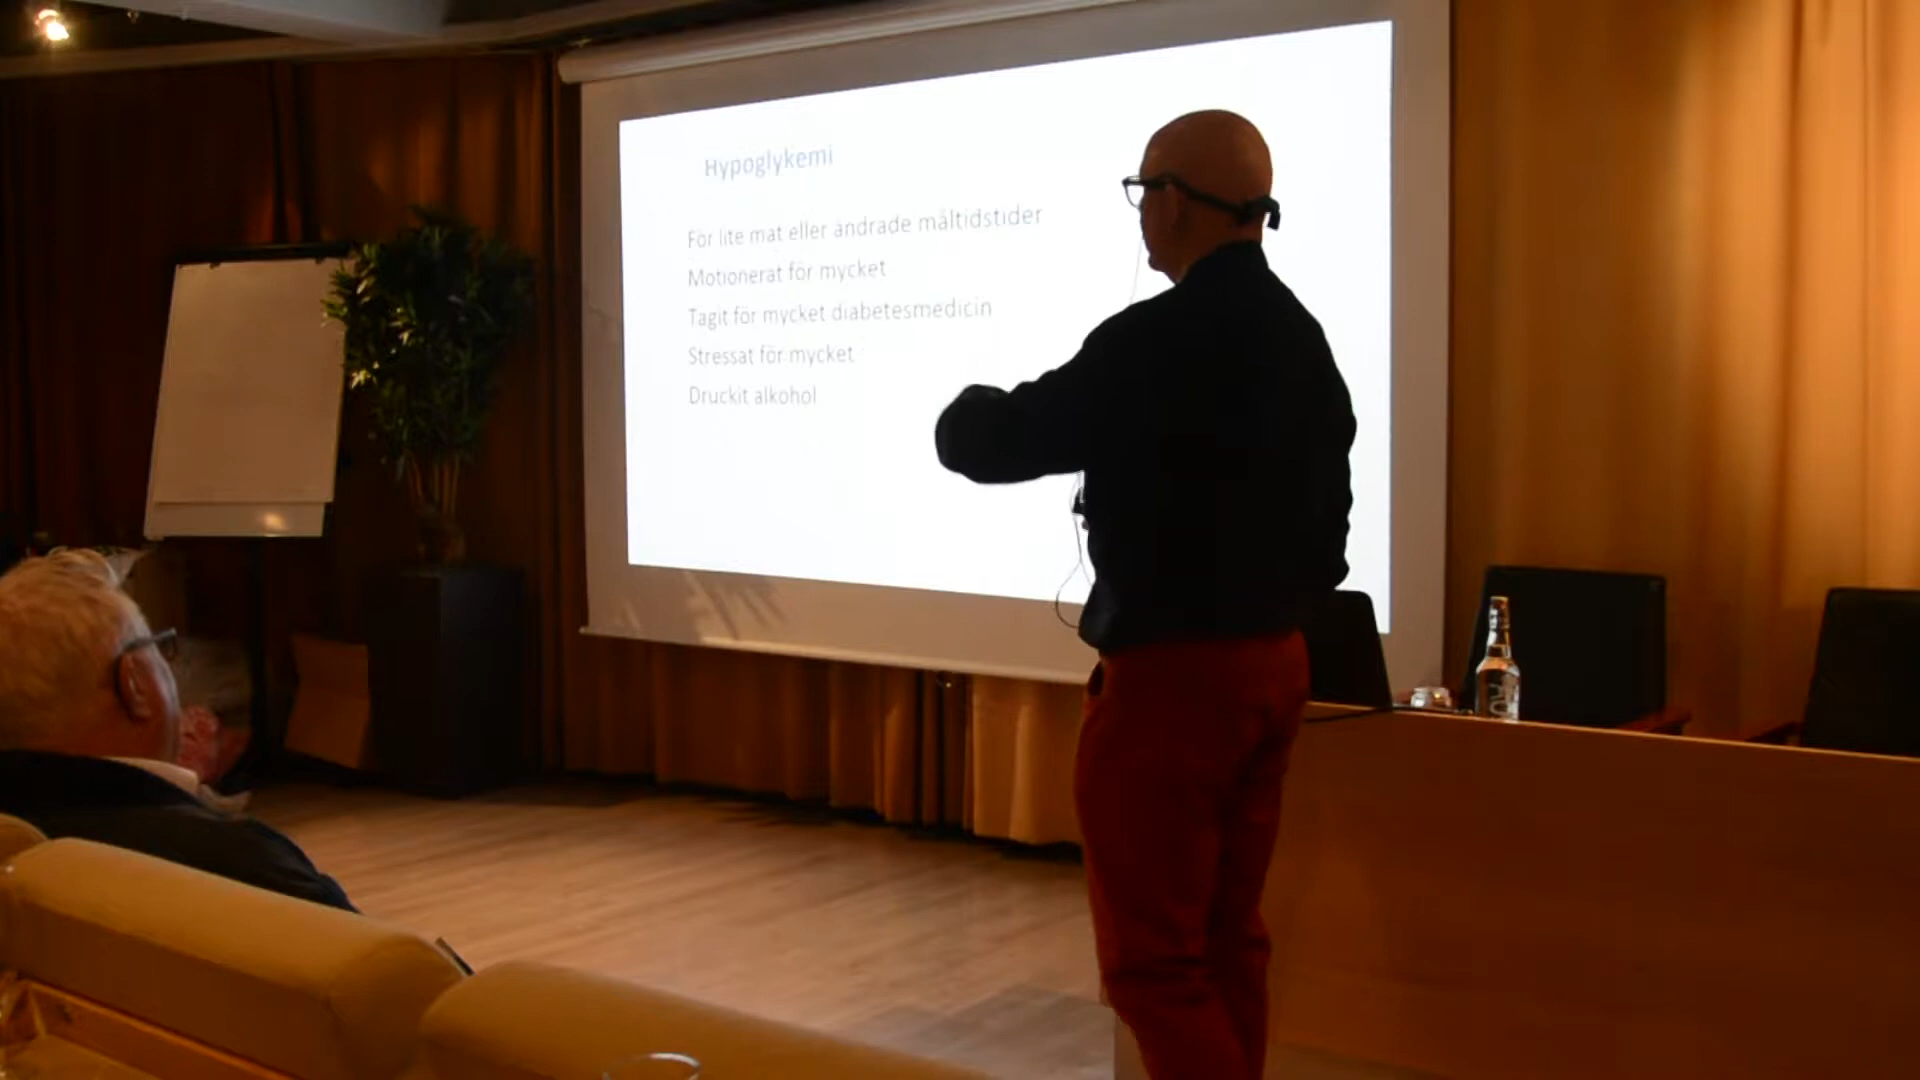 Hypoglykemi
För lite mat eller ändrade måltidstider
Motionerat för mycket
Tagit för mycket diabetesmedicin
Stressat för mycket
Druckit alkohol